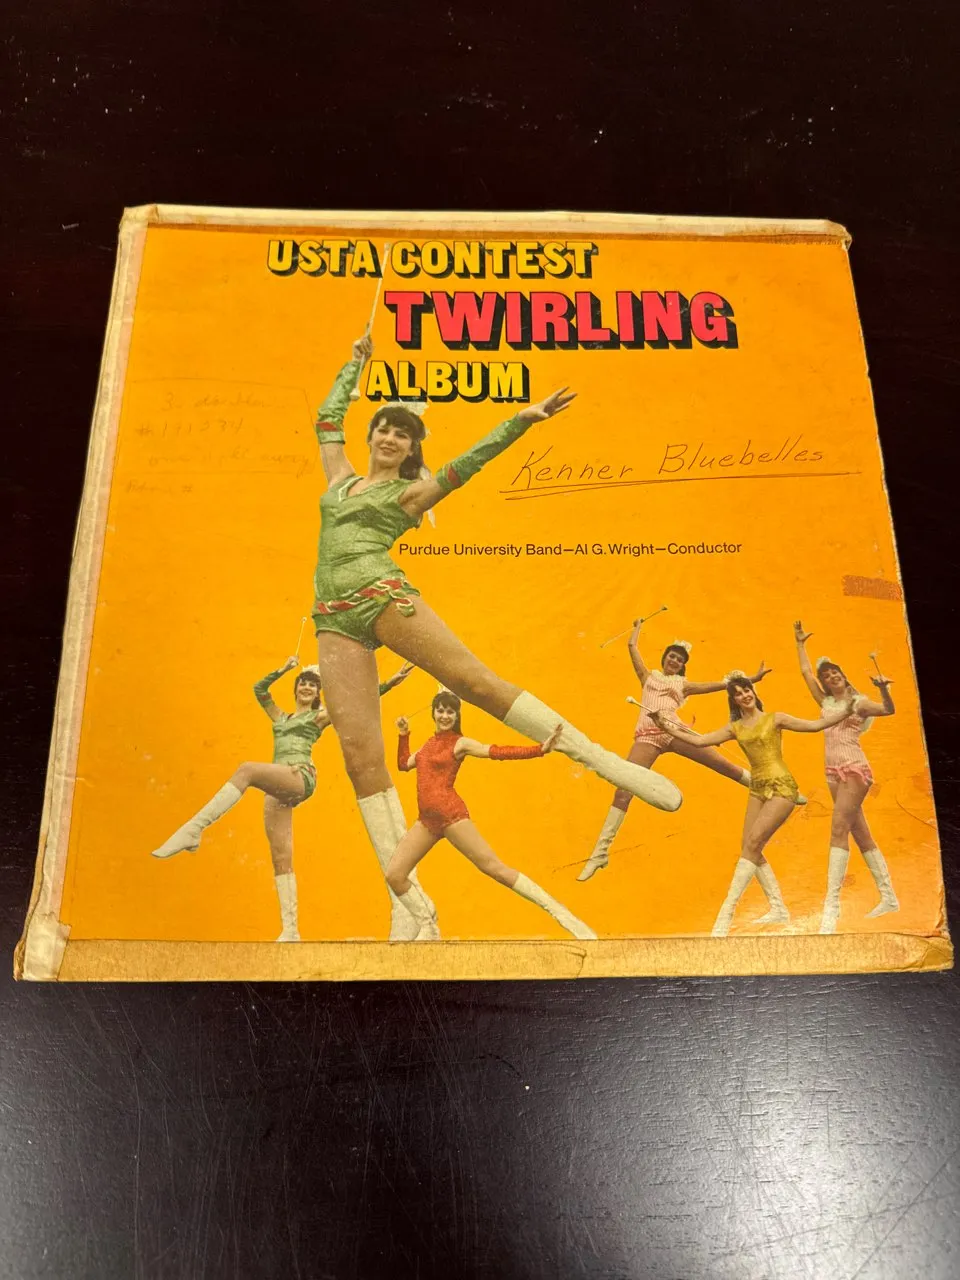 USTA CONTEST
TWIRLING
ALBUM
Kenner Bluebelles
Purdue University Band—Al G. Wright—Conductor